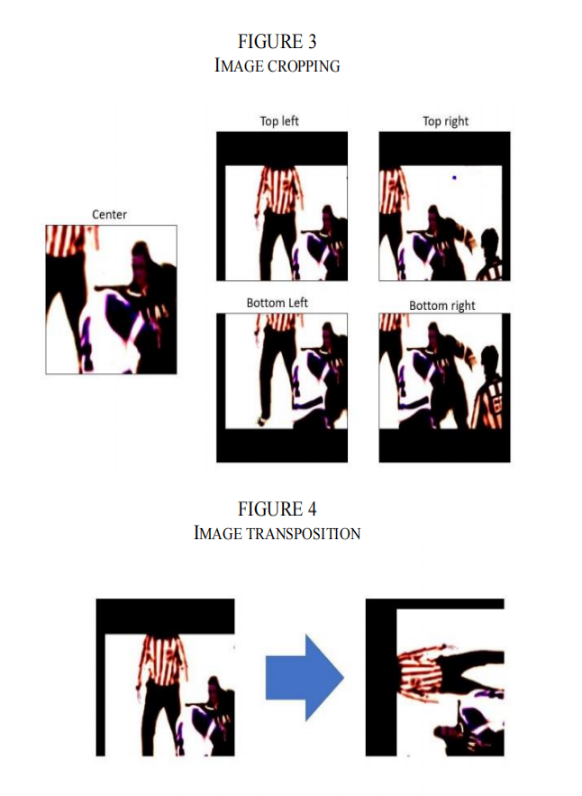 FIGURE 3
IMAGE CROPPING
Top left
Top right
Center
Bottom Left
Bottom right
FIGURE 4
IMAGE TRANSPOSITION